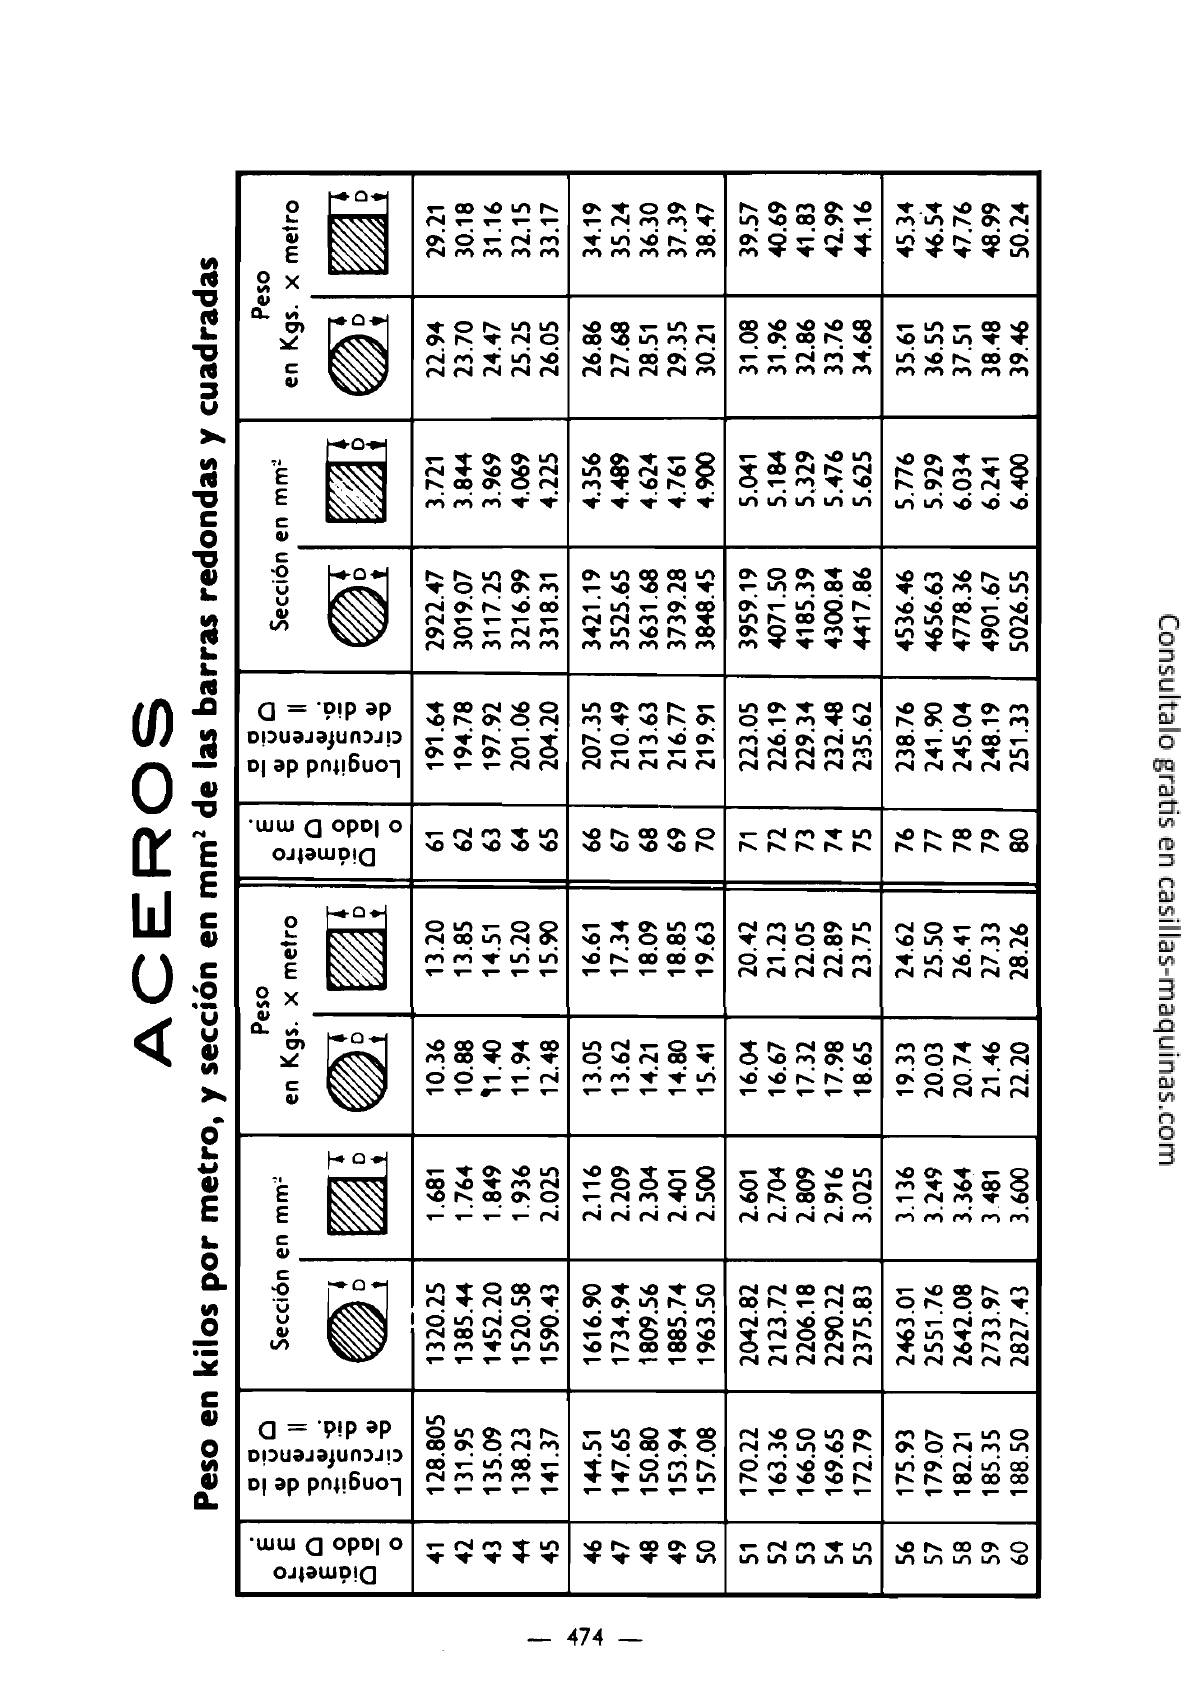 ACEROS
Peso en kilos por metro, y sección en mm² de las barras redondas y cuadradas
Diámetro o lado D mm. | Longitud de la circunferencia de diá. = D | Sección en mm² | Peso en Kgs. x metro | Diámetro o lado D mm. | Longitud de la circunferencia de diá. = D | Sección en mm² | Peso en Kgs. x metro
D D D D D D D D
41 128.805 1320.25 1.681 10.36 13.20 61 191.64 2922.47 3.721 22.94 29.21
42 131.95 1385.44 1.764 10.88 13.85 62 194.78 3019.07 3.844 23.70 30.18
43 135.09 1452.20 1.849 11.40 14.51 63 197.92 3117.25 3.969 24.47 31.16
44 138.23 1520.58 1.936 11.94 15.20 64 201.06 3216.99 4.069 25.25 32.15
45 141.37 1590.43 2.025 12.48 15.90 65 204.20 3318.31 4.225 26.05 33.17
46 144.51 1616.90 2.116 13.05 16.61 66 207.35 3421.19 4.356 26.86 34.19
47 147.65 1734.94 2.209 13.62 17.34 67 210.49 3525.65 4.489 27.68 35.24
48 150.80 1809.56 2.304 14.21 18.09 68 213.63 3631.68 4.624 28.51 36.30
49 153.94 1885.74 2.401 14.80 18.85 69 216.77 3739.28 4.761 29.35 37.39
50 157.08 1963.50 2.500 15.41 19.63 70 219.91 3848.45 4.900 30.21 38.47
51 170.22 2042.82 2.601 16.04 20.42 71 223.05 3959.19 5.041 31.08 39.57
52 163.36 2123.72 2.704 16.67 21.23 72 226.19 4071.50 5.184 31.96 40.69
53 166.50 2206.18 2.809 17.32 22.05 73 229.34 4185.39 5.329 32.86 41.83
54 169.65 2290.22 2.916 17.98 22.89 74 232.48 4300.84 5.476 33.76 42.99
55 172.79 2375.83 3.025 18.65 23.75 75 235.62 4417.86 5.625 34.68 44.16
56 175.93 2463.01 3.136 19.33 24.62 76 238.76 4536.46 5.776 35.61 45.34
57 179.07 2551.76 3.249 20.03 25.50 77 241.90 4656.63 5.929 36.55 46.54
58 182.21 2642.08 3.364 20.74 26.41 78 245.04 4778.36 6.034 37.51 47.76
59 185.35 2733.97 3.481 21.46 27.33 79 248.19 4901.67 6.241 38.48 48.99
60 188.50 2827.43 3.600 22.20 28.26 80 251.33 5026.55 6.400 39.46 50.24
— 474 —
Consultalo gratis en casillas-maquinas.com